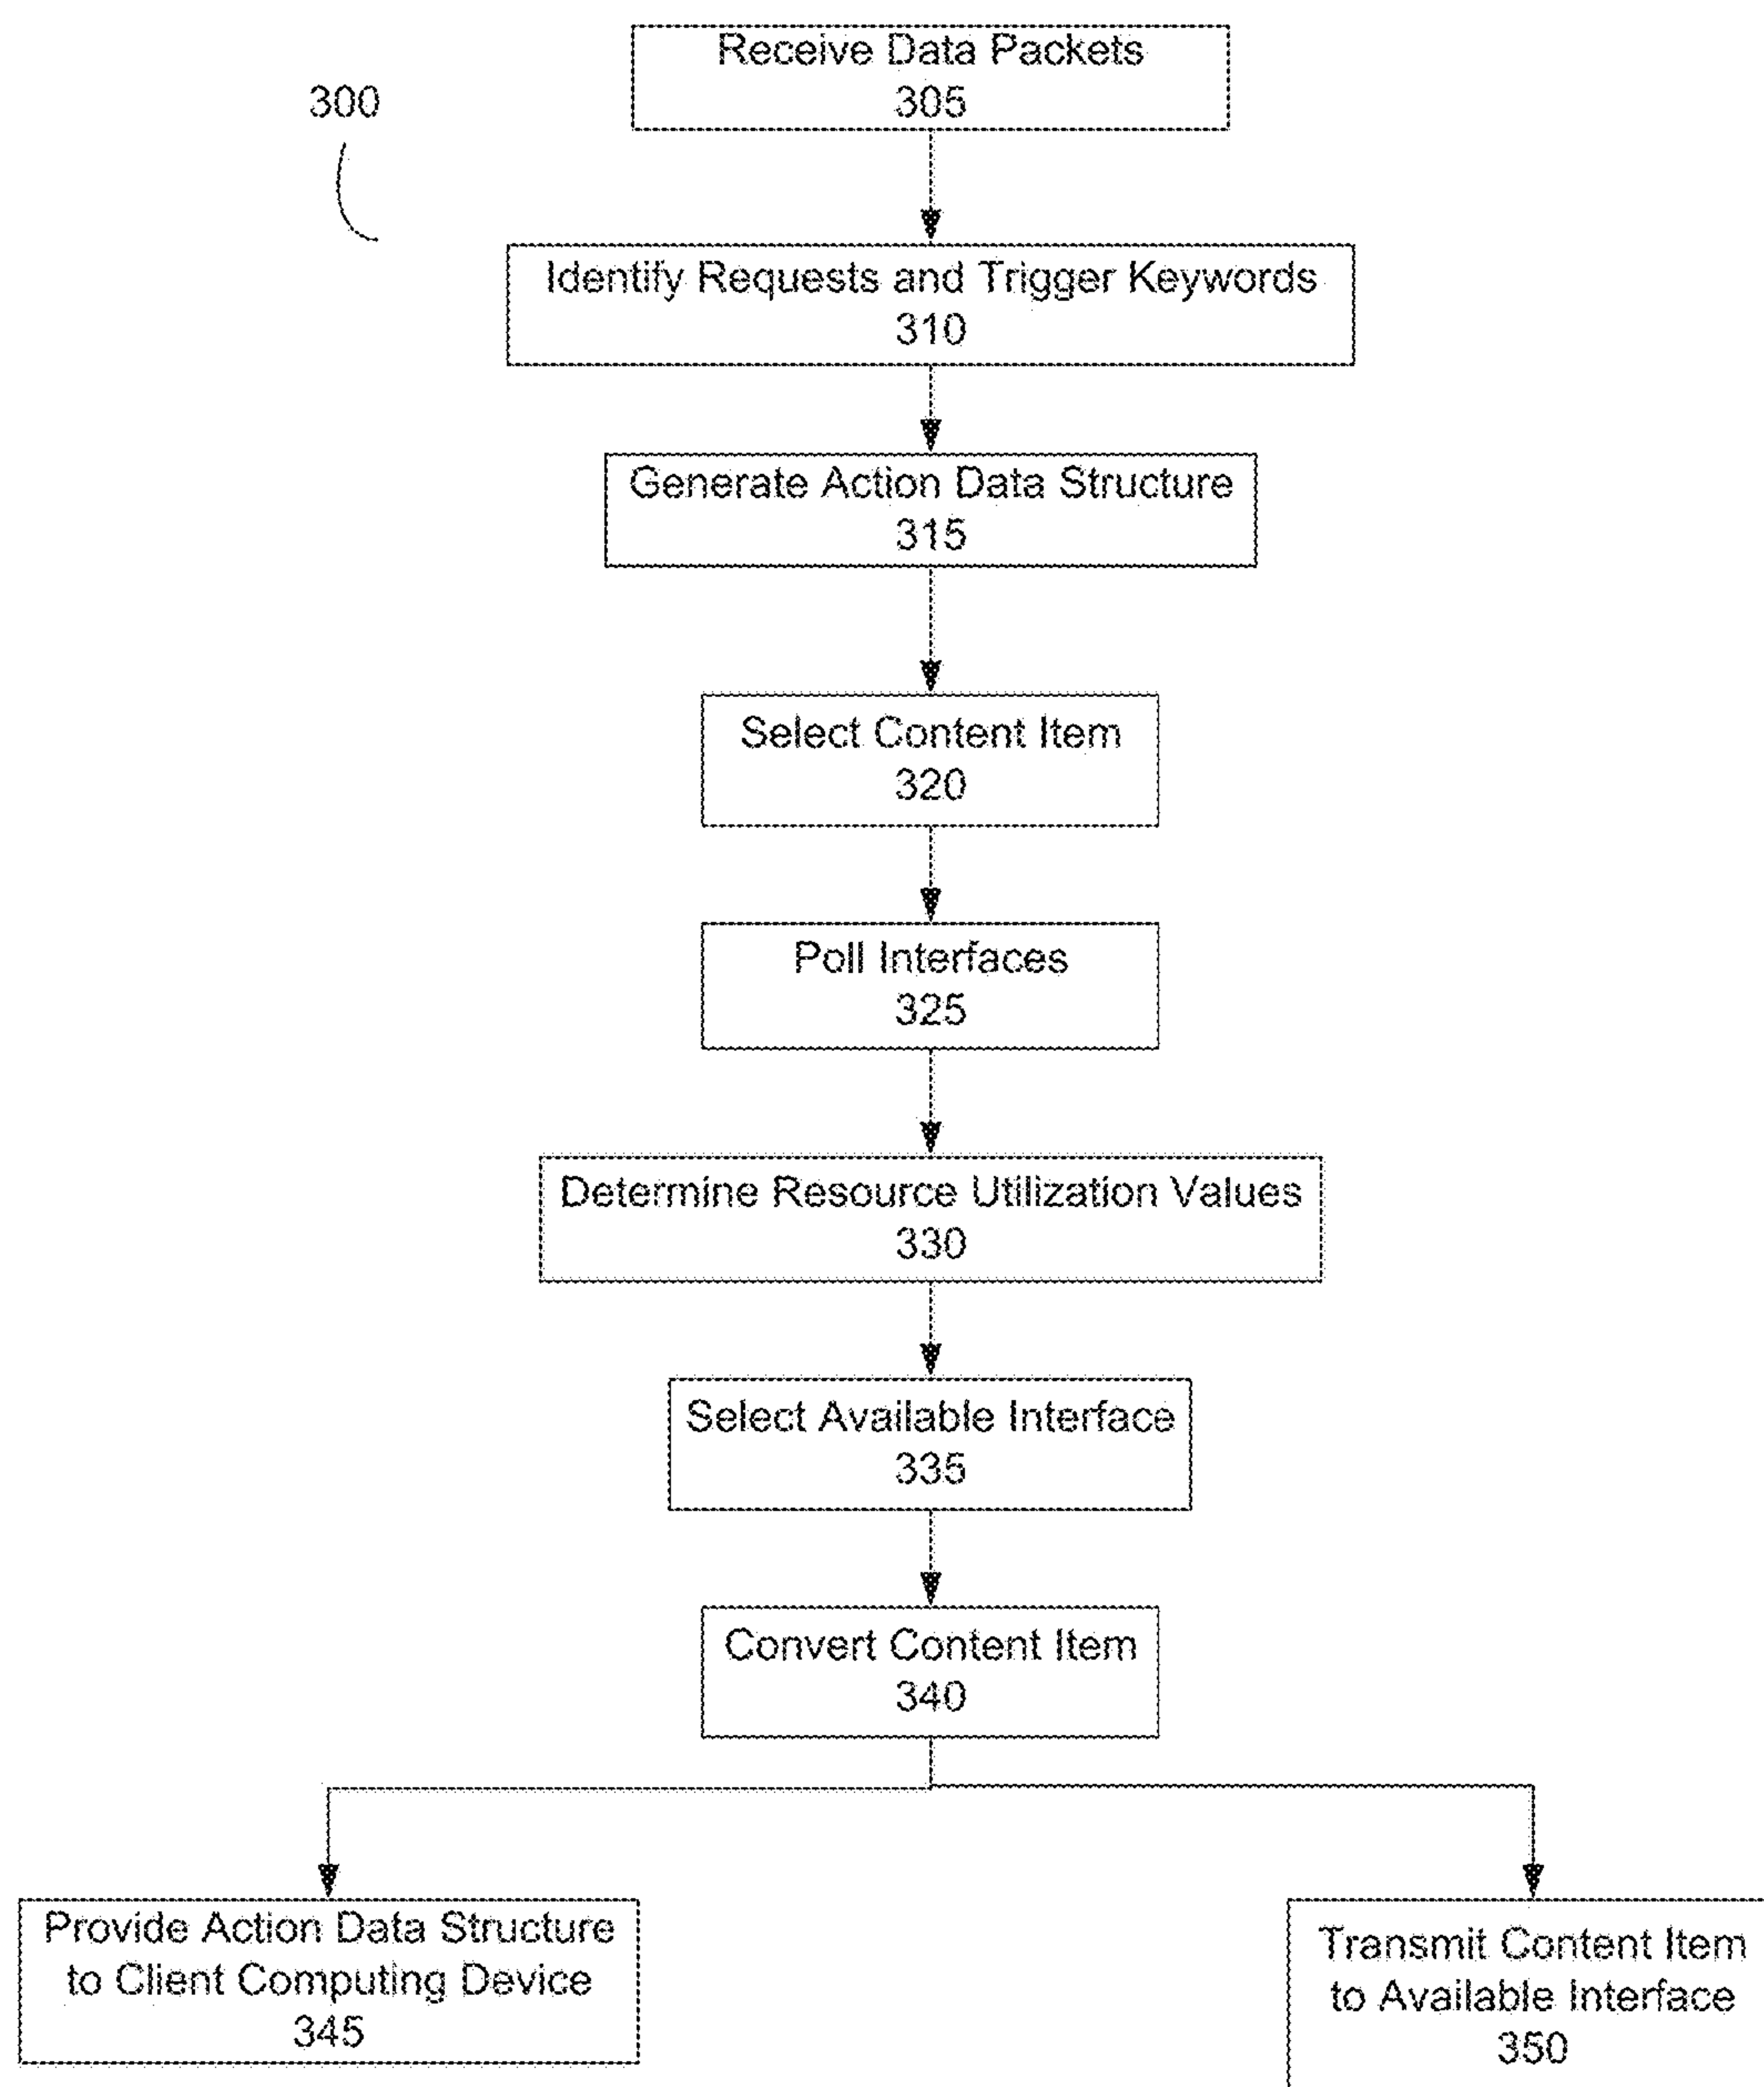 Receive Data Packets
305
300
Identify Requests and Trigger Keywords
310
Generate Action Data Structure
315
Select Content Item
320
Poll Interfaces
325
Determine Resource Utilization Values
330
Select Available Interface
335
Convert Content Item
340
Provide Action Data Structure
to Client Computing Device
345
Transmit Content Item
to Available Interface
350